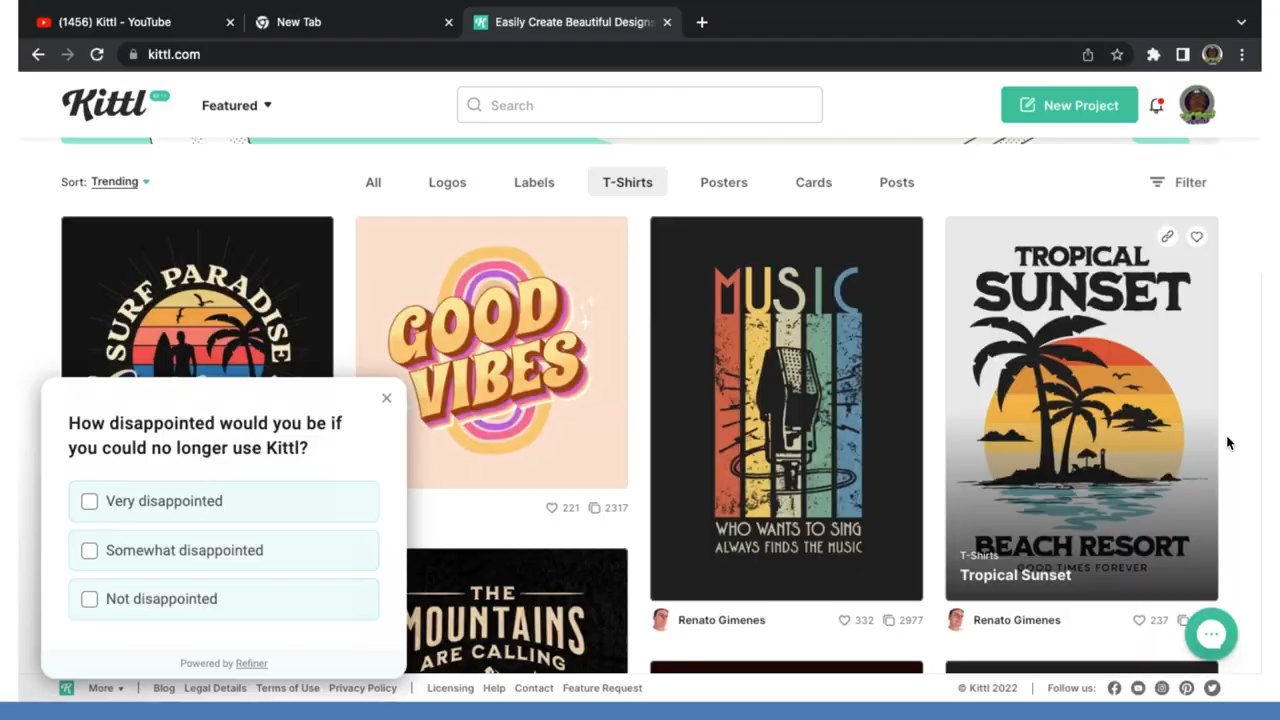 (1456) Kittl - YouTube
New Tab
Easily Create Beautiful Designs
kittl.com
Kittl BETA
Featured
Search
New Project
Sort: Trending
All
Logos
Labels
T-Shirts
Posters
Cards
Posts
Filter
SURF PARADISE
GOOD
VIBES
221
2317
MUSIC
WHO WANTS TO SING
ALWAYS FINDS THE MUSIC
Renato Gimenes
332
2977
TROPICAL
SUNSET
BEACH RESORT
GOOD TIMES FOREVER
T-Shirts
Tropical Sunset
Renato Gimenes
237
THE
MOUNTAINS
ARE CALLING
How disappointed would you be if
you could no longer use Kittl?
Very disappointed
Somewhat disappointed
Not disappointed
Powered by Refiner
More
Blog
Legal Details
Terms of Use
Privacy Policy
Licensing
Help
Contact
Feature Request
© Kittl 2022
Follow us: